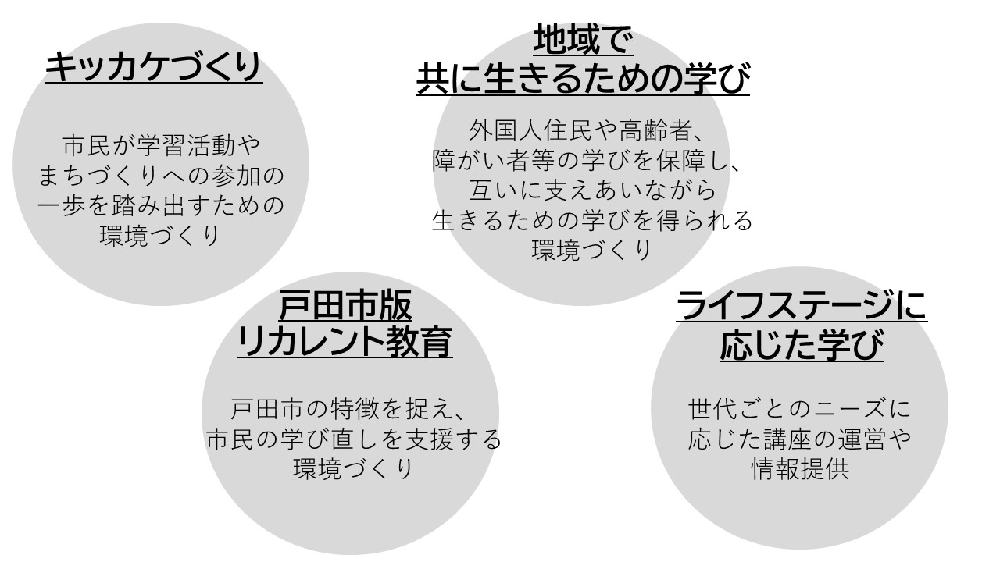 キッカケづくり
市民が学習活動や
まちづくりへの参加の
一歩を踏み出すための
環境づくり
地域で
共に生きるための学び
外国人住民や高齢者、
障がい者等の学びを保障し、
互いに支えあいながら
生きるための学びを得られる
環境づくり
戸田市版
リカレント教育
戸田市の特徴を捉え、
市民の学び直しを支援する
環境づくり
ライフステージに
応じた学び
世代ごとのニーズに
応じた講座の運営や
情報提供